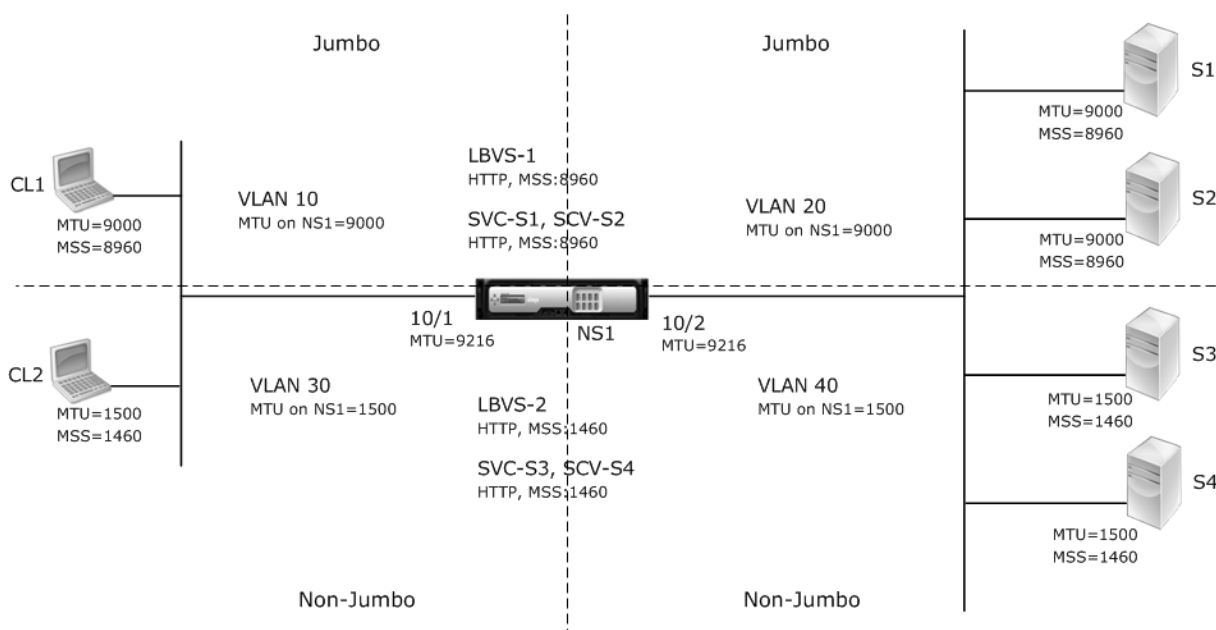 Jumbo
Jumbo
S1
MTU=9000
MSS=8960
LBVS-1
HTTP, MSS:8960
CL1
VLAN 10
MTU on NS1=9000
MTU=9000
MSS=8960
SVC-S1, SCV-S2
HTTP, MSS:8960
VLAN 20
MTU on NS1=9000
S2
MTU=9000
MSS=8960
10/1
MTU=9216
NS1
10/2
MTU=9216
S3
CL2
VLAN 30
MTU on NS1=1500
MTU=1500
MSS=1460
LBVS-2
HTTP, MSS:1460
VLAN 40
MTU on NS1=1500
MTU=1500
MSS=1460
SVC-S3, SCV-S4
HTTP, MSS:1460
S4
MTU=1500
MSS=1460
Non-Jumbo
Non-Jumbo